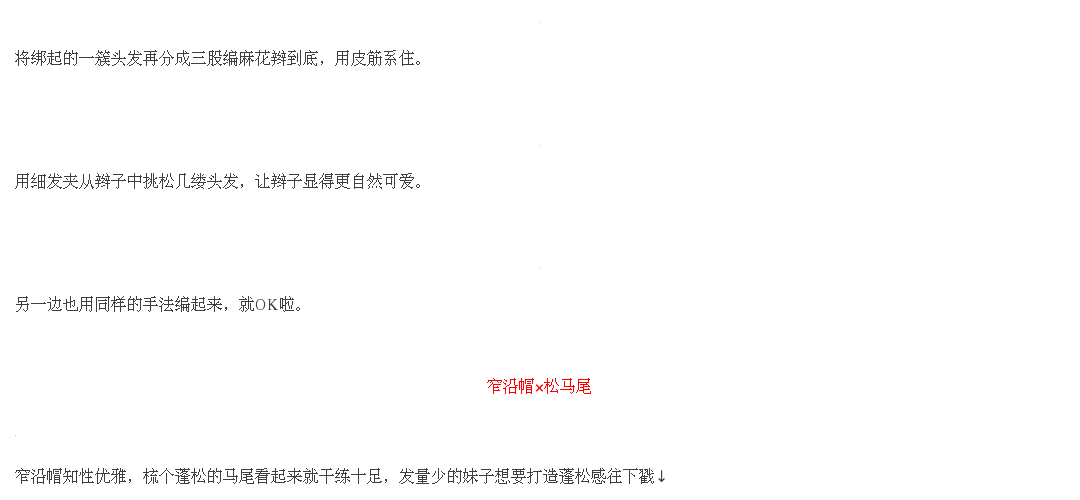 将绑起的一簇头发再分成三股编麻花辫到底，用皮筋系住。
用细发夹从辫子中挑松几缕头发，让辫子显得更自然可爱。
另一边也用同样的手法编起来，就OK啦。
窄沿帽×松马尾
窄沿帽知性优雅，梳个蓬松的马尾看起来就干练十足，发量少的妹子想要打造蓬松感往下戳↓